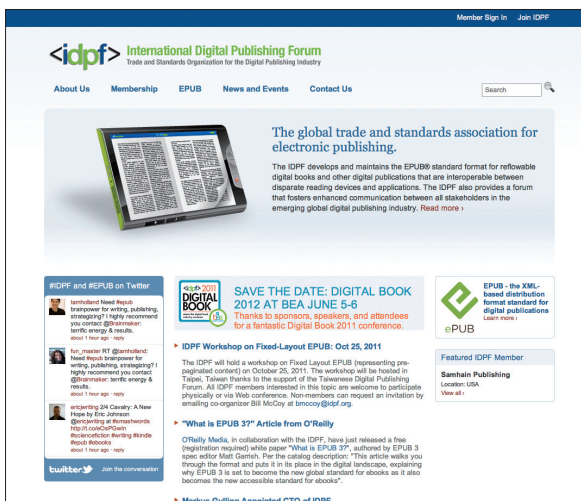 Member Sign In Join IDPF
<idpf> International Digital Publishing Forum
Trade and Standards Organization for the Digital Publishing Industry
About Us Membership EPUB News and Events Contact Us
Search
The global trade and standards association for
electronic publishing.
The IDPF develops and maintains the EPUB® standard format for reflowable
digital books and other digital publications that are interoperable between
disparate reading devices and applications. The IDPF also provides a forum
that fosters enhanced communication between all stakeholders in the
emerging global digital publishing industry. Read more ›
#IDPF and #EPUB on Twitter
tamholland Need #epub
brainpower for writing, publishing,
strategizing? I highly recommend
you contact @Brainmaker:
terrific energy & results.
about 1 hour ago · reply
fun_master RT @tamholland:
Need #epub brainpower for
writing, publishing, strategizing? I
highly recommend you contact
@Brainmaker: terrific energy &
results.
about 1 hour ago · reply
ericjwriting 2/4 Cavalry: A New
Hope by Eric Johnson
@ericjwriting at #smashwords
http://t.co/aOsPGwin
#sciencefiction #writing #kindle
#epub #ebooks
about 1 hour ago · reply
twitter Join the conversation
<idpf> 2011
DIGITAL
BOOK
SAVE THE DATE: DIGITAL BOOK
2012 AT BEA JUNE 5-6
Thanks to sponsors, speakers, and attendees
for a fantastic Digital Book 2011 conference.
IDPF Workshop on Fixed-Layout EPUB: Oct 25, 2011
The IDPF will hold a workshop on Fixed Layout EPUB (representing pre-
paginated content) on October 25, 2011. The workshop will be hosted in
Taipei, Taiwan thanks to the support of the Taiwanese Digital Publishing
Forum. All IDPF members interested in this topic are welcome to participate
physically or via Web conference. Non-members can request an invitation by
emailing co-organizer Bill McCoy at bmccoy@idpf.org.
"What is EPUB 3?" Article from O'Reilly
O'Reilly Media, in collaboration with the IDPF, have just released a free
(registration required) white paper "What is EPUB 3?", authored by EPUB 3
spec editor Matt Garrish. Per the catalog description: "This article walks you
through the format and puts it in its place in the digital landscape, explaining
why EPUB 3 is set to become the new global standard for ebooks as it also
becomes the new accessible standard for ebooks".
Markus Gylling Appointed CTO of IDPF
ePUB
EPUB - the XML-
based distribution
format standard for
digital publications
Learn more ›
Featured IDPF Member
Samhain Publishing
Location: USA
View all ›